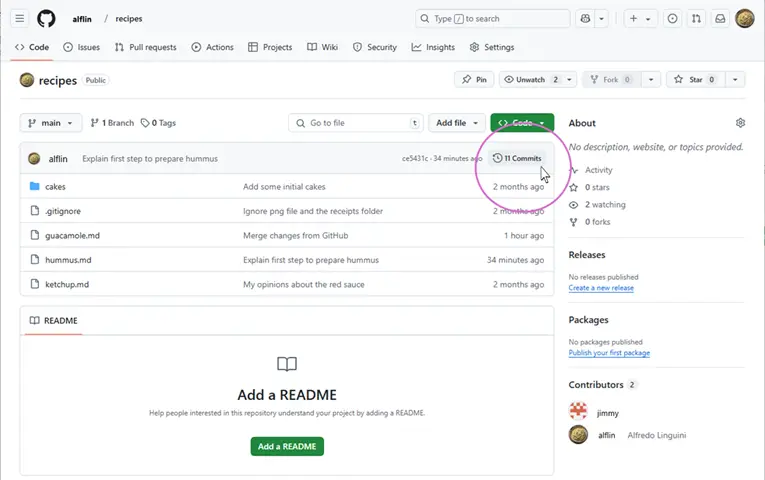 alflin / recipes
Type / to search
Code Issues Pull requests Actions Projects Wiki Security Insights Settings
recipes Public
Pin Unwatch 2 Fork 0 Star 0
main 1 Branch 0 Tags Go to file t Add file Code
alflin Explain first step to prepare hummus ce5431c · 34 minutes ago 11 Commits
cakes Add some initial cakes 2 months ago
.gitignore Ignore png file and the receipts folder 2 months ago
guacamole.md Merge changes from GitHub 1 hour ago
hummus.md Explain first step to prepare hummus 34 minutes ago
ketchup.md My opinions about the red sauce 2 months ago
README
Add a README
Help people interested in this repository understand your project by adding a README.
Add a README
About
No description, website, or topics provided.
Activity
0 stars
2 watching
0 forks
Releases
No releases published
Create a new release
Packages
No packages published
Publish your first package
Contributors 2
jimmy
alflin Alfredo Linguini